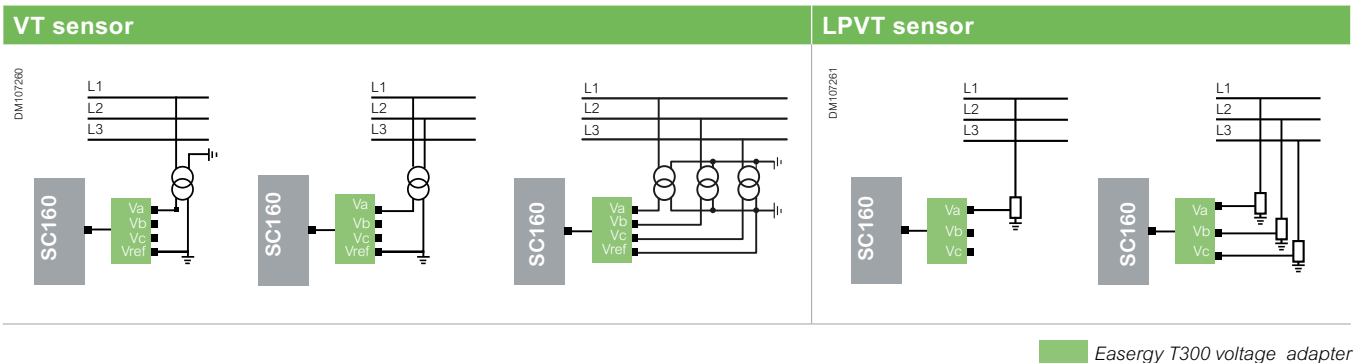 VT sensor
LPVT sensor
DM107260
L1
L2
L3
SC160
Va
Vb
Vc
Vref
L1
L2
L3
SC160
Va
Vb
Vc
Vref
L1
L2
L3
SC160
Va
Vb
Vc
Vref
DM107261
L1
L2
L3
SC160
Va
Vb
Vc
L1
L2
L3
SC160
Va
Vb
Vc
Easergy T300 voltage adapter